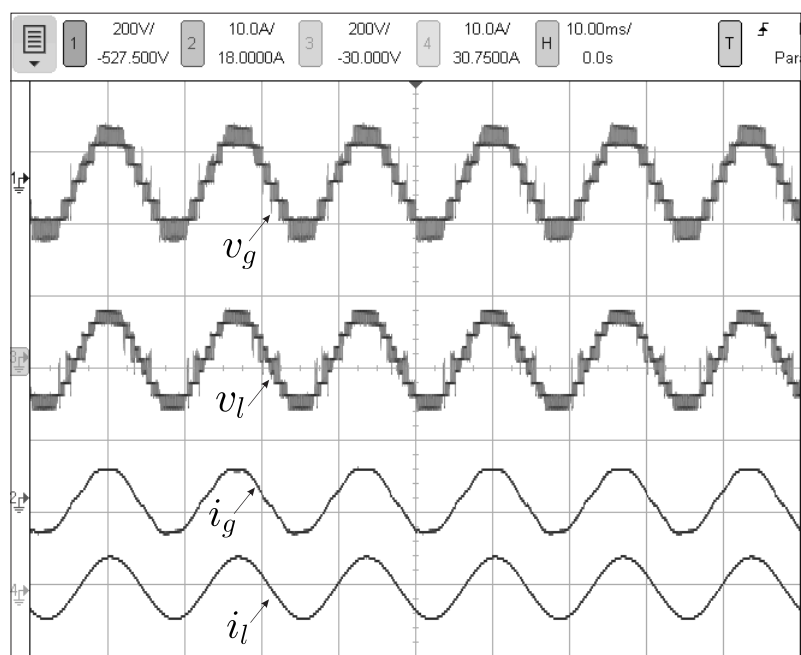 1 200V/ 2 10.0A/ 3 200V/ 4 10.0A/ H 10.00ms/ T
-527.500V 18.0000A -30.000V 30.7500A 0.0s
1
v_g
3
v_l
2
i_g
4
i_l